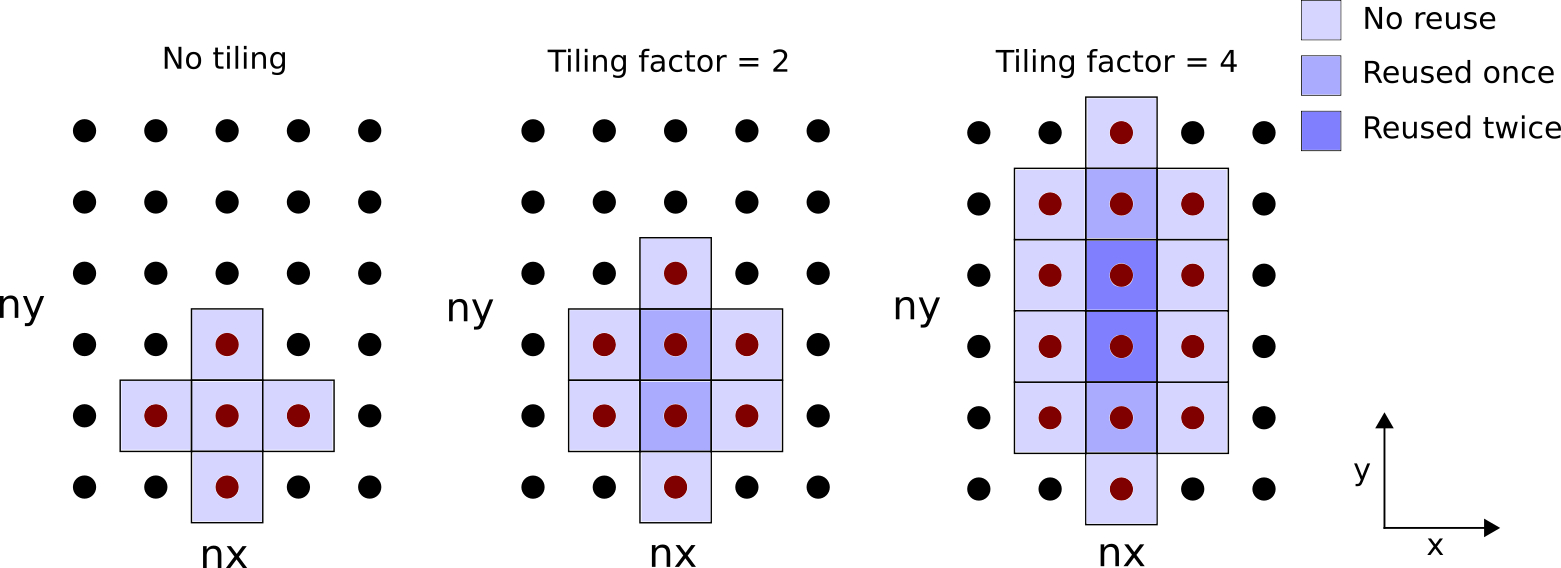 No tiling
Tiling factor = 2
Tiling factor = 4
No reuse
Reused once
Reused twice
ny
ny
ny
nx
nx
nx
y
x